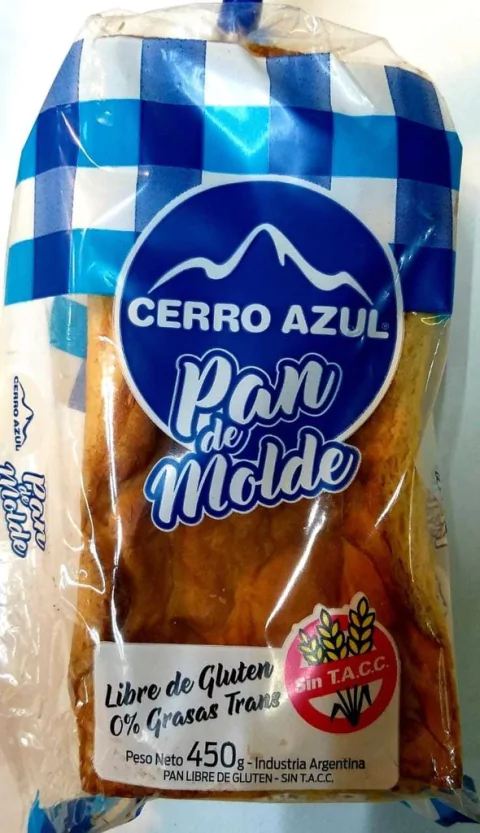 CERRO AZUL®
Pan
de
Molde
CERRO AZUL
Pan
de
Molde
Libre de Gluten
0% Grasas Trans
Sin T.A.C.C.
Peso Neto 450g - Industria Argentina
PAN LIBRE DE GLUTEN - SIN T.A.C.C.